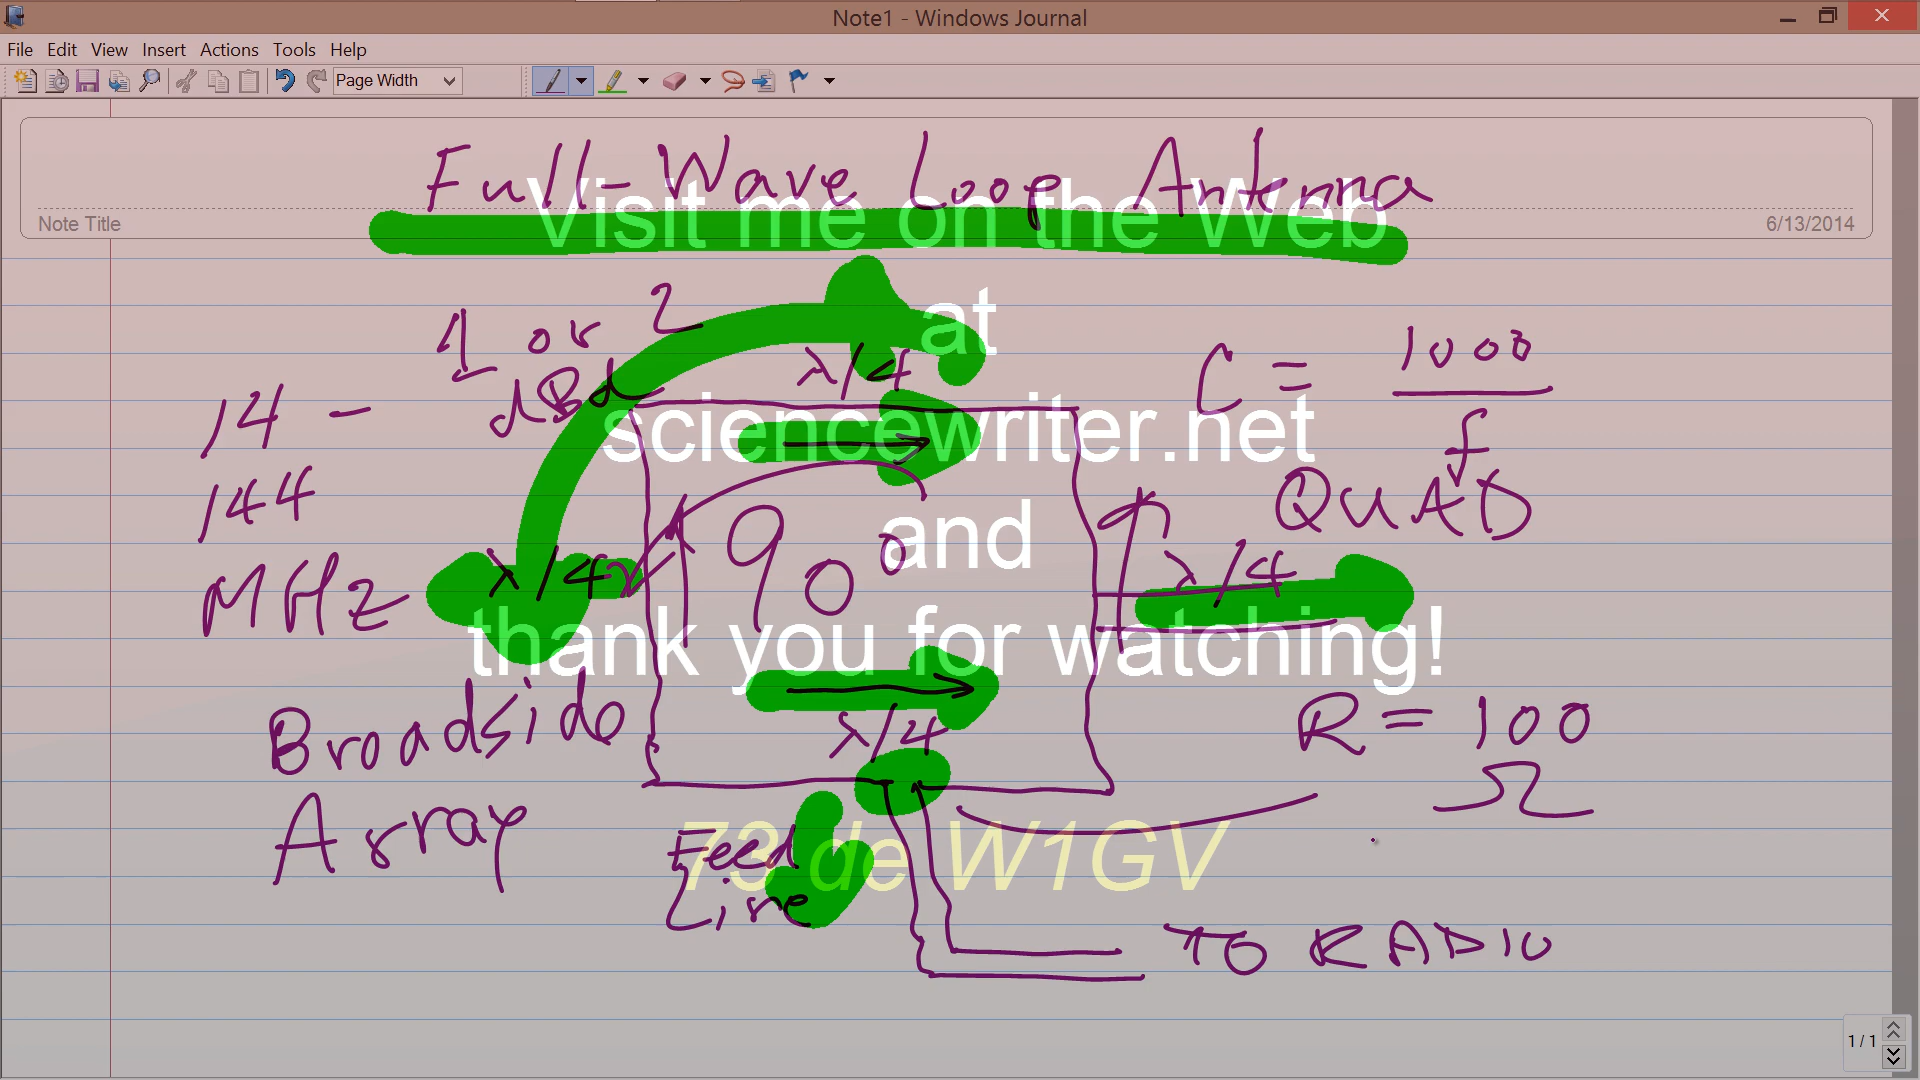 Note1 - Windows Journal
File Edit View Insert Actions Tools Help
Page Width
Full-Wave Loop Antenna
Visit me on the Web
Note Title
6/13/2014
at
sciencewriter.net
and
thank you for watching!
73 de W1GV
1 or 2
dBd
λ/4
C = 1000
f
14 -
144
MHz
λ/4
90°
QUAD
λ/4
Broadside
Array
λ/4
R = 100
Ω
Feed
Line
TO RADIO
1 / 1